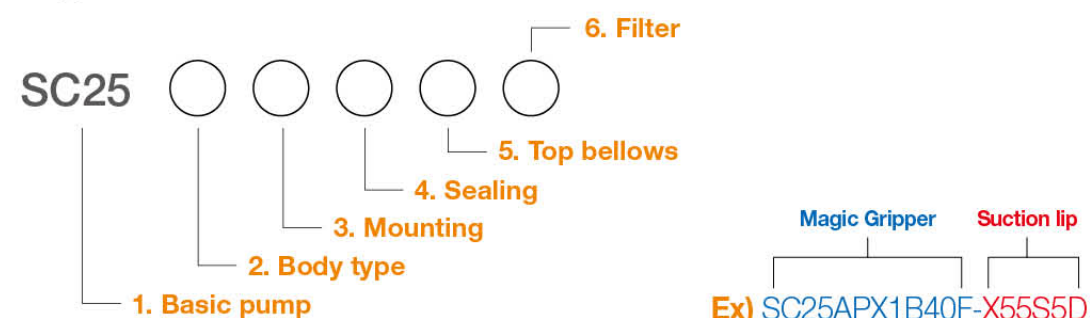 6. Filter
SC25
5. Top bellows
4. Sealing
3. Mounting
2. Body type
1. Basic pump
Magic Gripper Suction lip
Ex) SC25APX1B40F-X55S5D